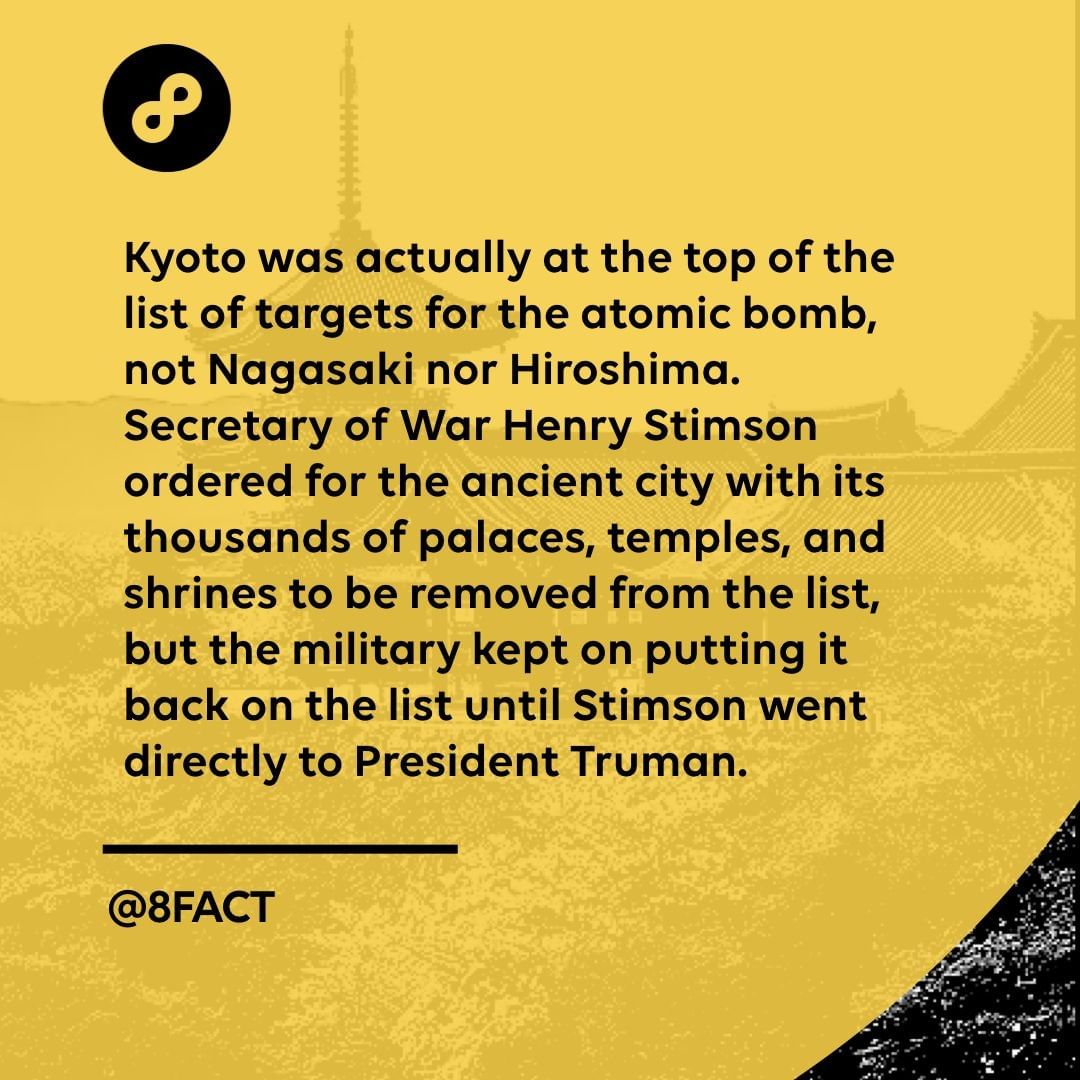 Kyoto was actually at the top of the
list of targets for the atomic bomb,
not Nagasaki nor Hiroshima.
Secretary of War Henry Stimson
ordered for the ancient city with its
thousands of palaces, temples, and
shrines to be removed from the list,
but the military kept on putting it
back on the list until Stimson went
directly to President Truman.
@8FACT